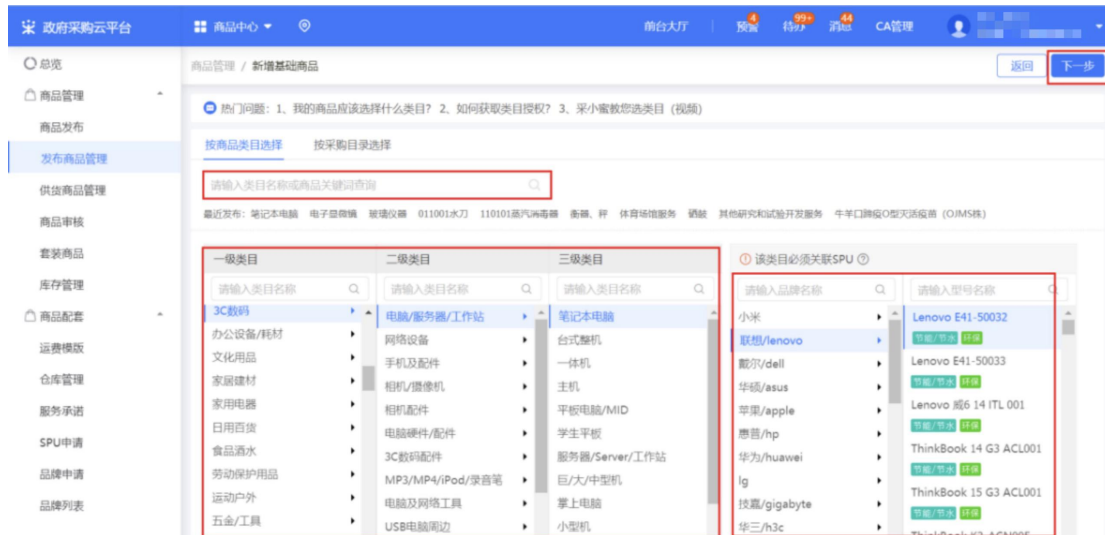 政府采购云平台
商品中心
前台大厅
预警
4
待办
99+
消息
44
CA管理
总览
商品管理
商品发布
发布商品管理
供货商品管理
商品审核
套装商品
库存管理
商品配套
运费模版
仓库管理
服务承诺
SPU申请
品牌申请
品牌列表
商品管理 / 新增基础商品
返回
下一步
热门问题：1、我的商品应该选择什么类目？ 2、如何获取类目授权？ 3、采小蜜教您选类目（视频）
按商品类目选择 按采购目录选择
请输入类目名称或商品关键词查询
最近发布：笔记本电脑 电子显微镜 玻璃仪器 011001水刀 110101蒸汽消毒器 衡器、秤 体育场馆服务 硒鼓 其他研究和试验开发服务 牛羊口蹄疫O型灭活疫苗（OJMS株）
一级类目
请输入类目名称
3C数码
办公设备/耗材
文化用品
家居建材
家用电器
日用百货
食品酒水
劳动保护用品
运动户外
五金/工具
二级类目
请输入类目名称
电脑/服务器/工作站
网络设备
手机及配件
相机/摄像机
相机配件
电脑硬件/配件
3C数码配件
MP3/MP4/iPod/录音笔
电脑及网络工具
USB电脑周边
三级类目
请输入类目名称
笔记本电脑
台式整机
一体机
主机
平板电脑/MID
学生平板
服务器/Server/工作站
巨/大/中型机
掌上电脑
小型机
该类目必须关联SPU
请输入品牌名称
小米
联想/lenovo
戴尔/dell
华硕/asus
苹果/apple
惠普/hp
华为/huawei
lg
技嘉/gigabyte
华三/h3c
请输入型号名称
Lenovo E41-50032
节能/节水 环保
Lenovo E41-50033
节能/节水 环保
Lenovo 威6 14 ITL 001
节能/节水 环保
ThinkBook 14 G3 ACL001
节能/节水 环保
ThinkBook 15 G3 ACL001
节能/节水 环保